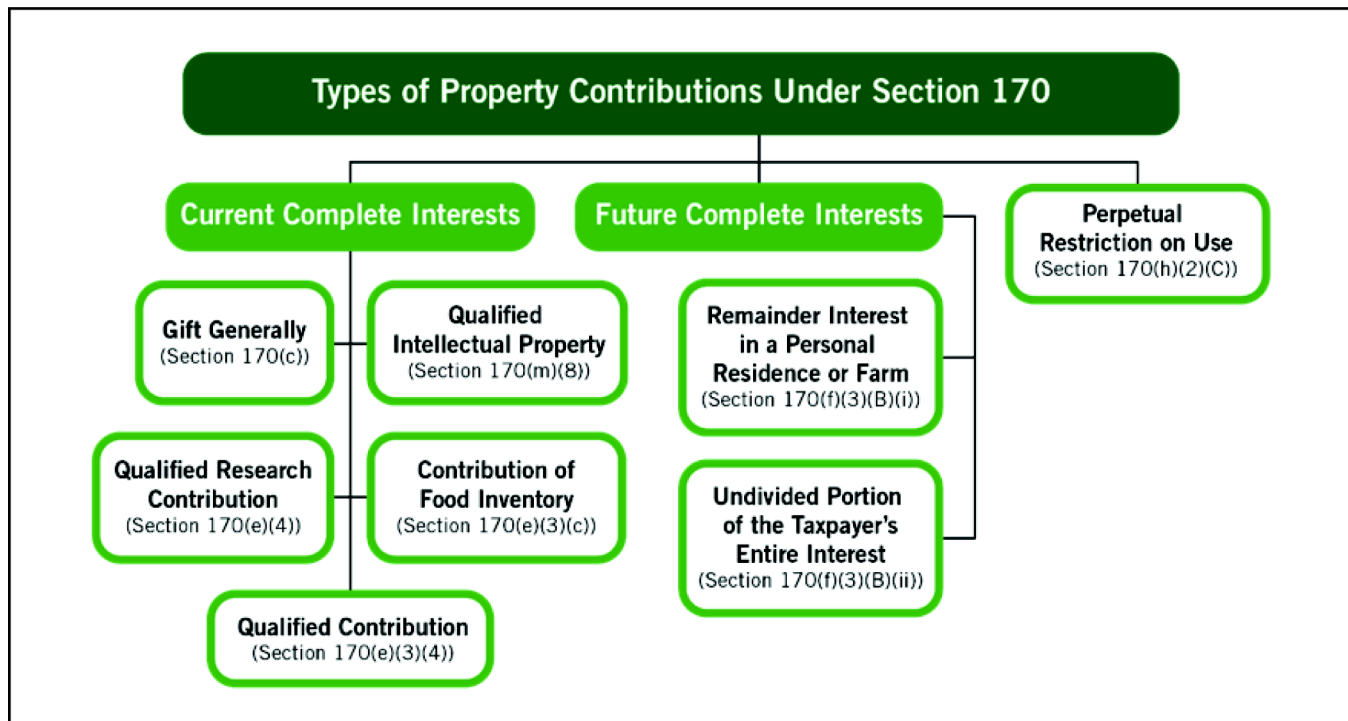 Types of Property Contributions Under Section 170
Current Complete Interests
Future Complete Interests
Perpetual
Restriction on Use
(Section 170(h)(2)(C))
Gift Generally
(Section 170(c))
Qualified
Intellectual Property
(Section 170(m)(8))
Remainder Interest
in a Personal
Residence or Farm
(Section 170(f)(3)(B)(i))
Qualified Research
Contribution
(Section 170(e)(4))
Contribution of
Food Inventory
(Section 170(e)(3)(c))
Undivided Portion
of the Taxpayer's
Entire Interest
(Section 170(f)(3)(B)(ii))
Qualified Contribution
(Section 170(e)(3)(4))